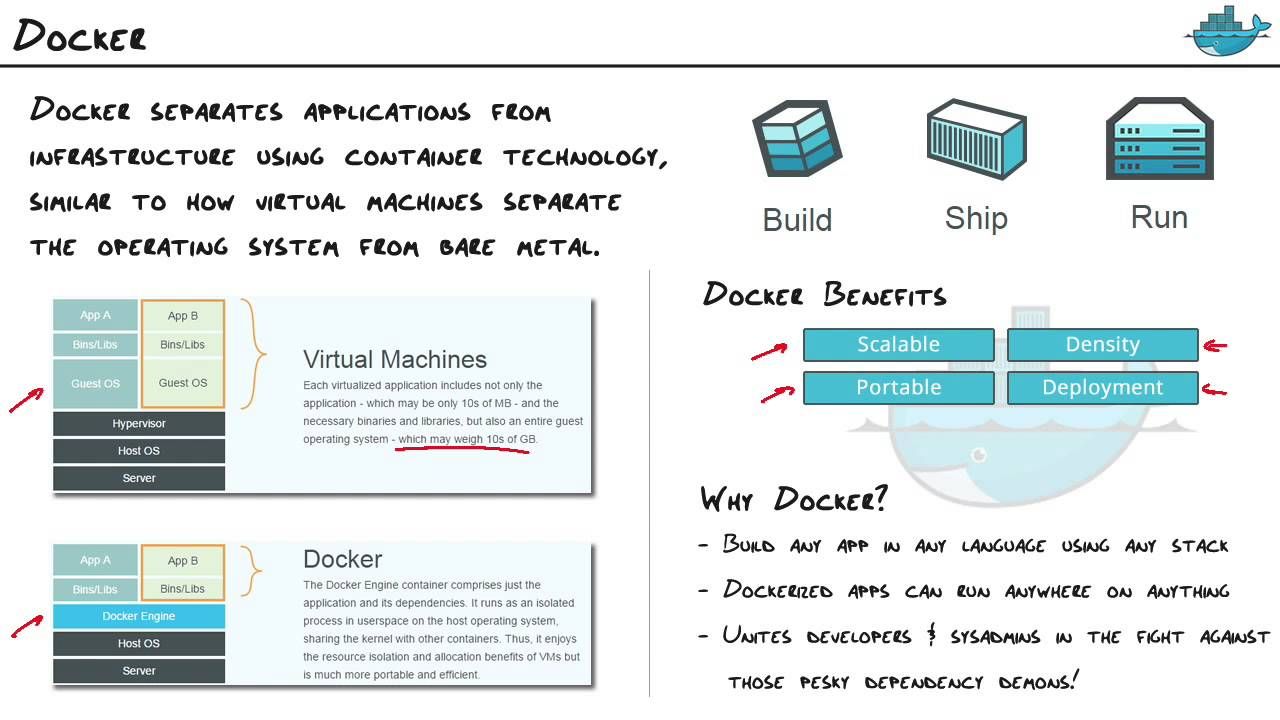 Docker
Docker separates applications from
infrastructure using container technology,
similar to how virtual machines separate
the operating system from bare metal.
Build
Ship
Run
App A
App B
Bins/Libs
Bins/Libs
Guest OS
Guest OS
Hypervisor
Host OS
Server
Virtual Machines
Each virtualized application includes not only the
application - which may be only 10s of MB - and the
necessary binaries and libraries, but also an entire guest
operating system - which may weigh 10s of GB.
App A
App B
Bins/Libs
Bins/Libs
Docker Engine
Host OS
Server
Docker
The Docker Engine container comprises just the
application and its dependencies. It runs as an isolated
process in userspace on the host operating system,
sharing the kernel with other containers. Thus, it enjoys
the resource isolation and allocation benefits of VMs but
is much more portable and efficient.
Docker Benefits
Scalable
Density
Portable
Deployment
Why Docker?
- Build any app in any language using any stack
- Dockerized apps can run anywhere on anything
- Unites developers & sysadmins in the fight against
those pesky dependency demons!